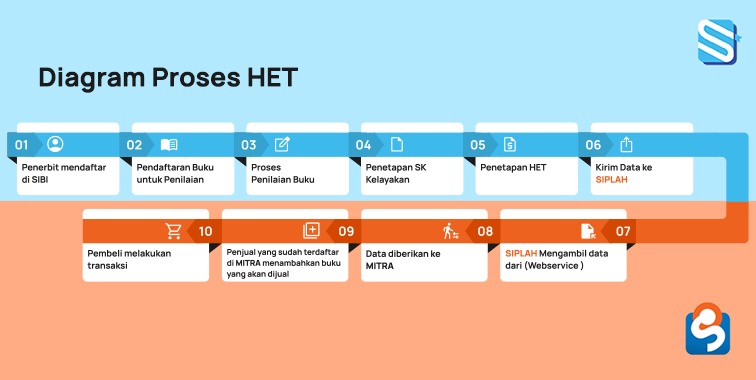 Diagram Proses HET
01
Penerbit mendaftar
di SIBI
02
Pendaftaran Buku
untuk Penilaian
03
Proses
Penilaian Buku
04
Penetapan SK
Kelayakan
05
Penetapan HET
06
Kirim Data ke
SIPLAH
07
SIPLAH Mengambil data
dari (Webservice )
08
Data diberikan ke
MITRA
09
Penjual yang sudah terdaftar
di MITRA menambahkan buku
yang akan dijual
10
Pembeli melakukan
transaksi